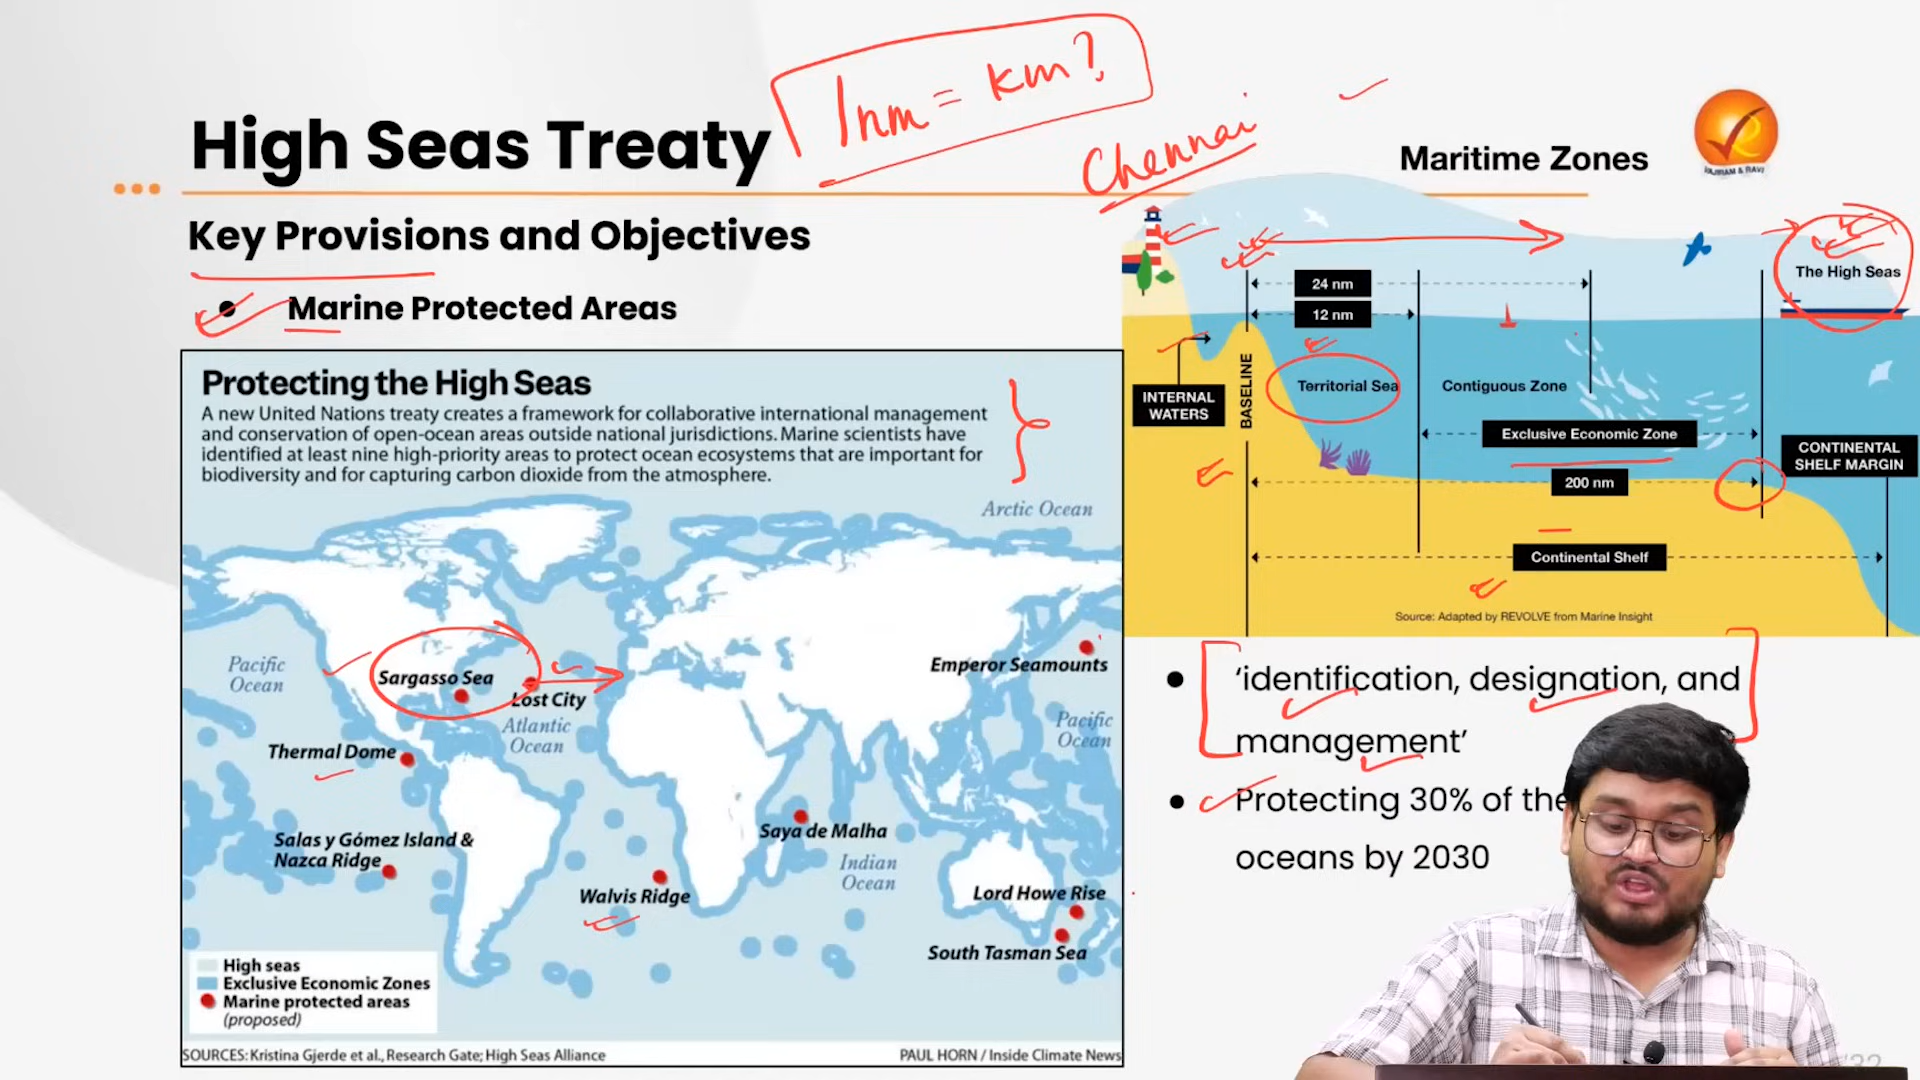 1nm = km?
High Seas Treaty
Chennai
Maritime Zones
VAJIRAM & RAVI
Key Provisions and Objectives
Marine Protected Areas
The High Seas
24 nm
12 nm
Territorial Sea
Contiguous Zone
INTERNAL
WATERS
BASELINE
Exclusive Economic Zone
CONTINENTAL
SHELF MARGIN
200 nm
Continental Shelf
Source: Adapted by REVOLVE from Marine Insight
Protecting the High Seas
A new United Nations treaty creates a framework for collaborative international management
and conservation of open-ocean areas outside national jurisdictions. Marine scientists have
identified at least nine high-priority areas to protect ocean ecosystems that are important for
biodiversity and for capturing carbon dioxide from the atmosphere.
Arctic Ocean
Pacific
Ocean
Sargasso Sea
Lost City
Atlantic
Ocean
Emperor Seamounts
Pacific
Ocean
Thermal Dome
Salas y Gómez Island &
Nazca Ridge
Saya de Malha
Indian
Ocean
Walvis Ridge
Lord Howe Rise
South Tasman Sea
High seas
Exclusive Economic Zones
Marine protected areas
(proposed)
SOURCES: Kristina Gjerde et al., Research Gate; High Seas Alliance
PAUL HORN / Inside Climate News
• ‘identification, designation, and
management’
• Protecting 30% of the
oceans by 2030